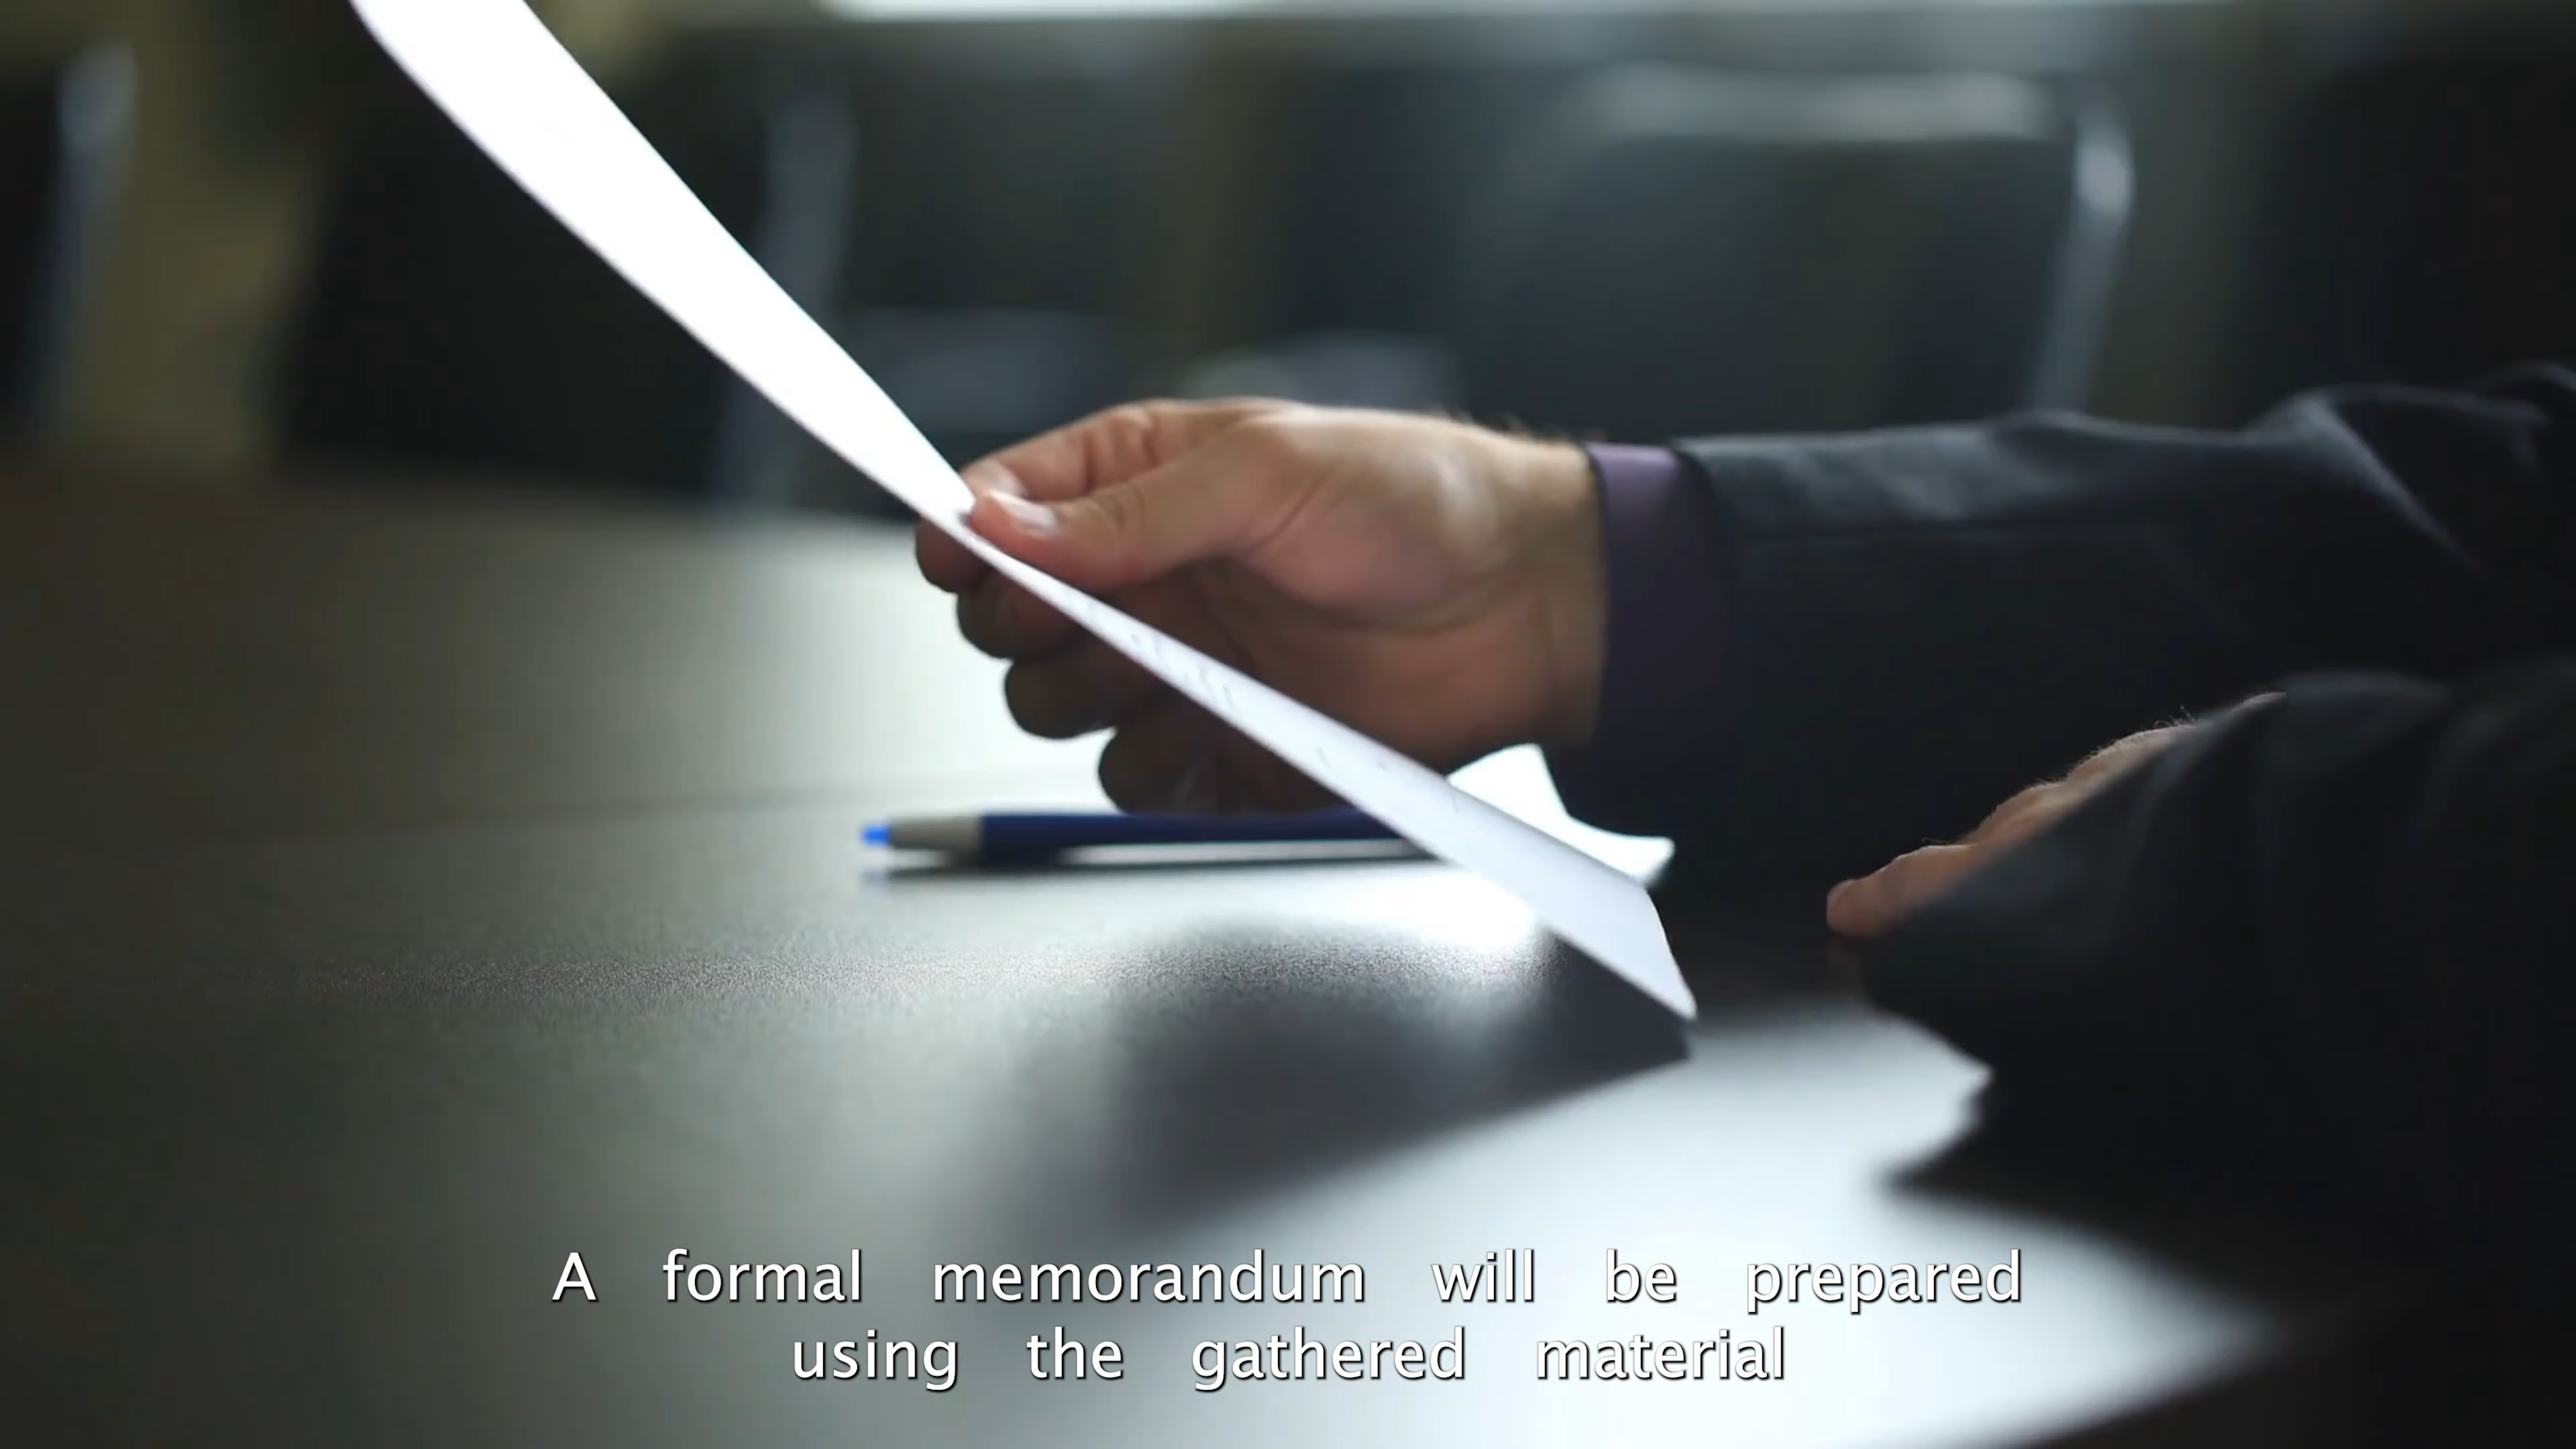 A formal memorandum will be prepared
using the gathered material